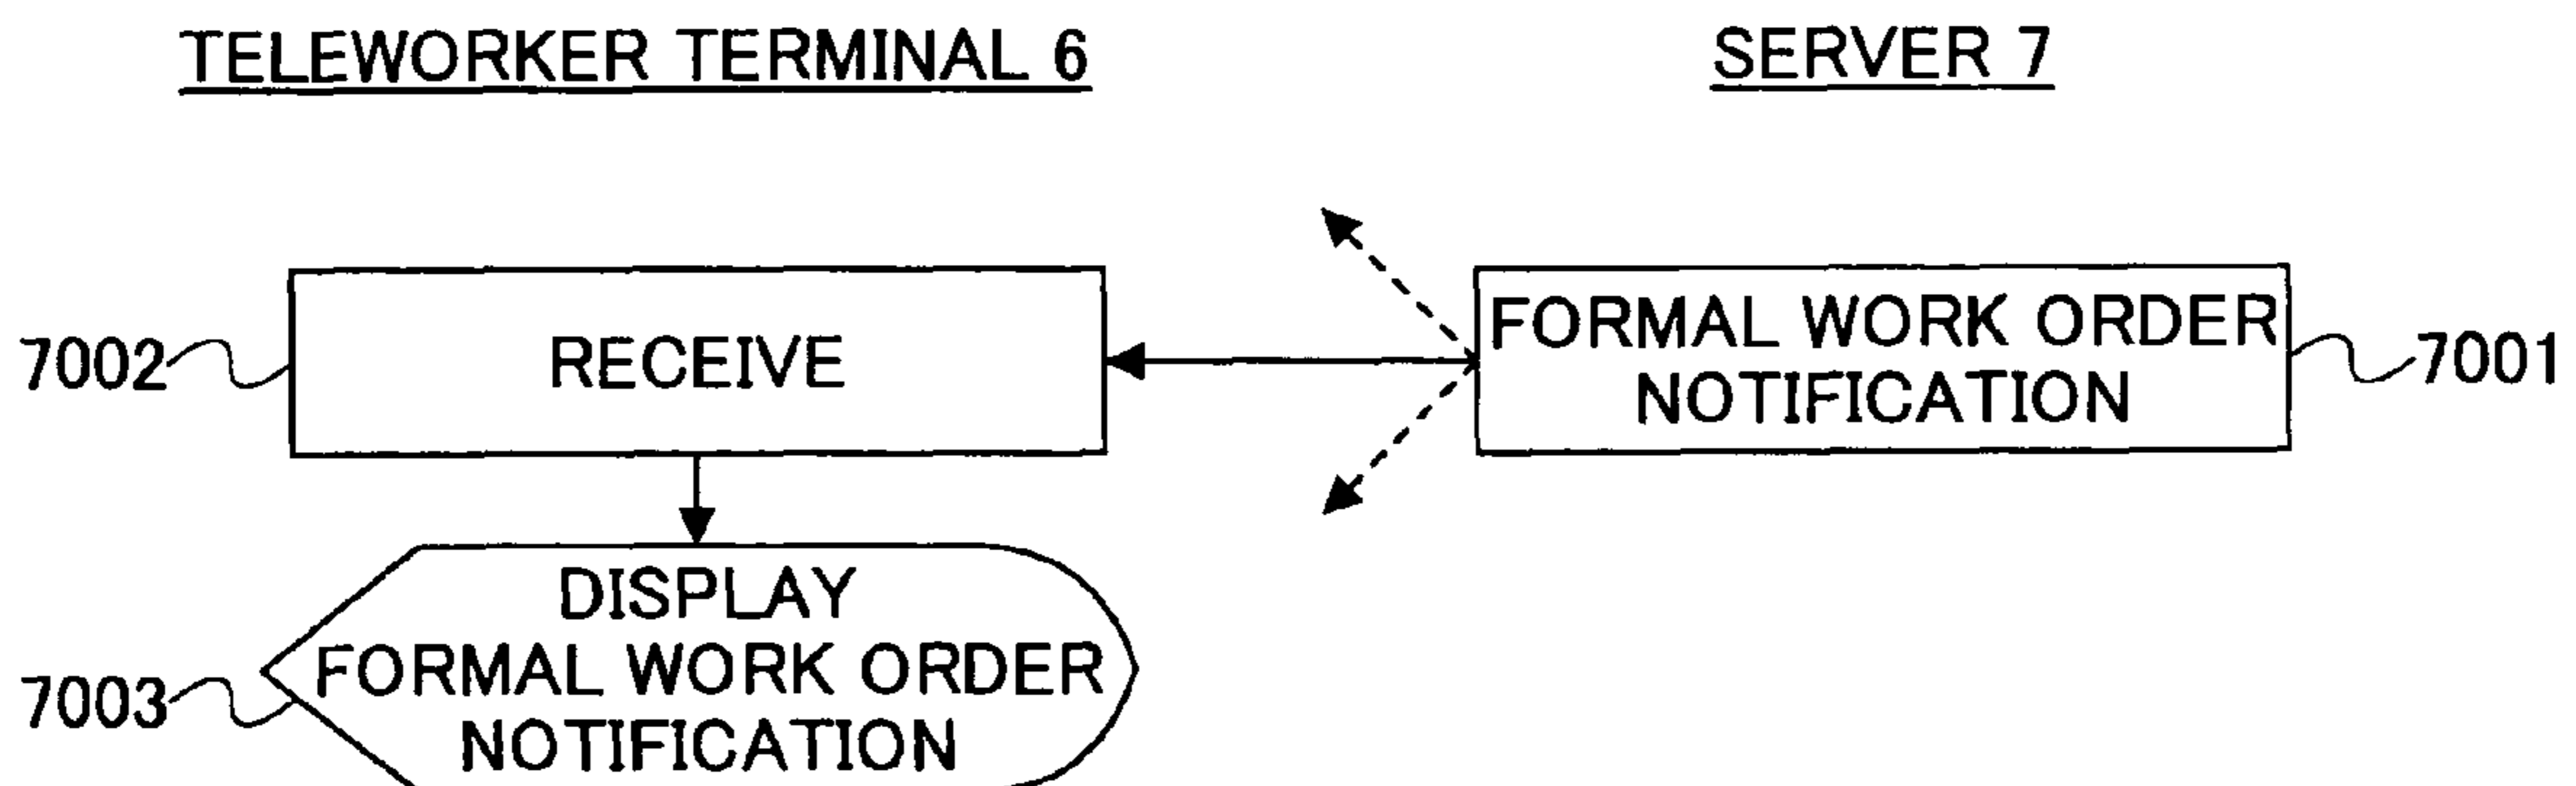 TELEWORKER TERMINAL 6
SERVER 7
7002
RECEIVE
FORMAL WORK ORDER
NOTIFICATION
7001
DISPLAY
FORMAL WORK ORDER
NOTIFICATION
7003